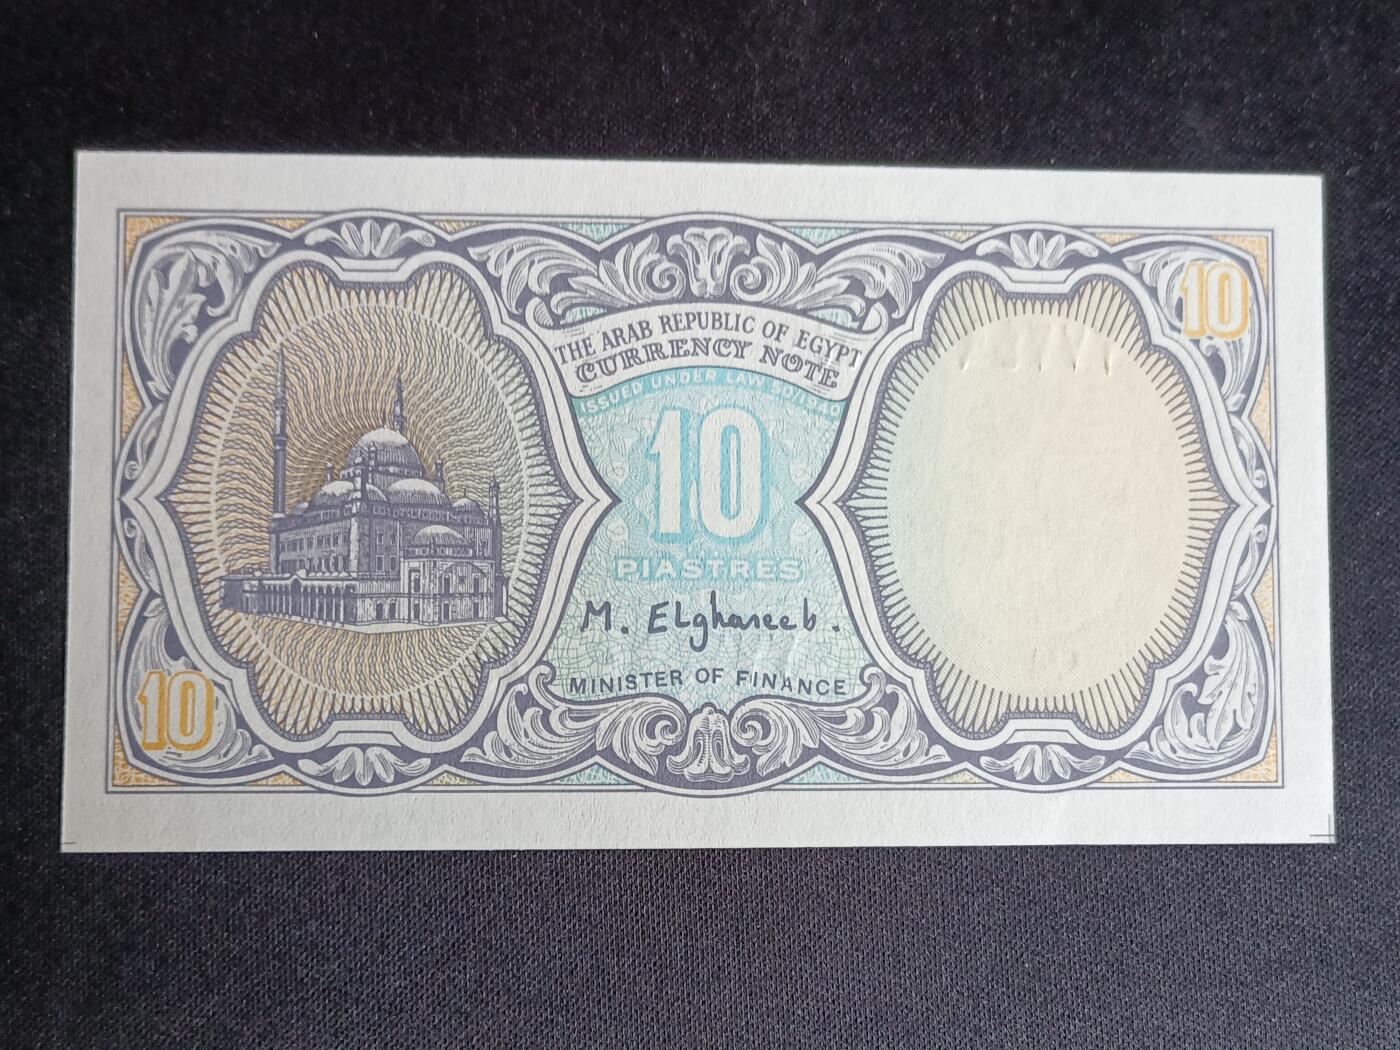 10
THE ARAB REPUBLIC OF EGYPT
CURRENCY NOTE
ISSUED UNDER LAW 50/1940
10
PIASTRES
M. Elghareeb.
MINISTER OF FINANCE
10